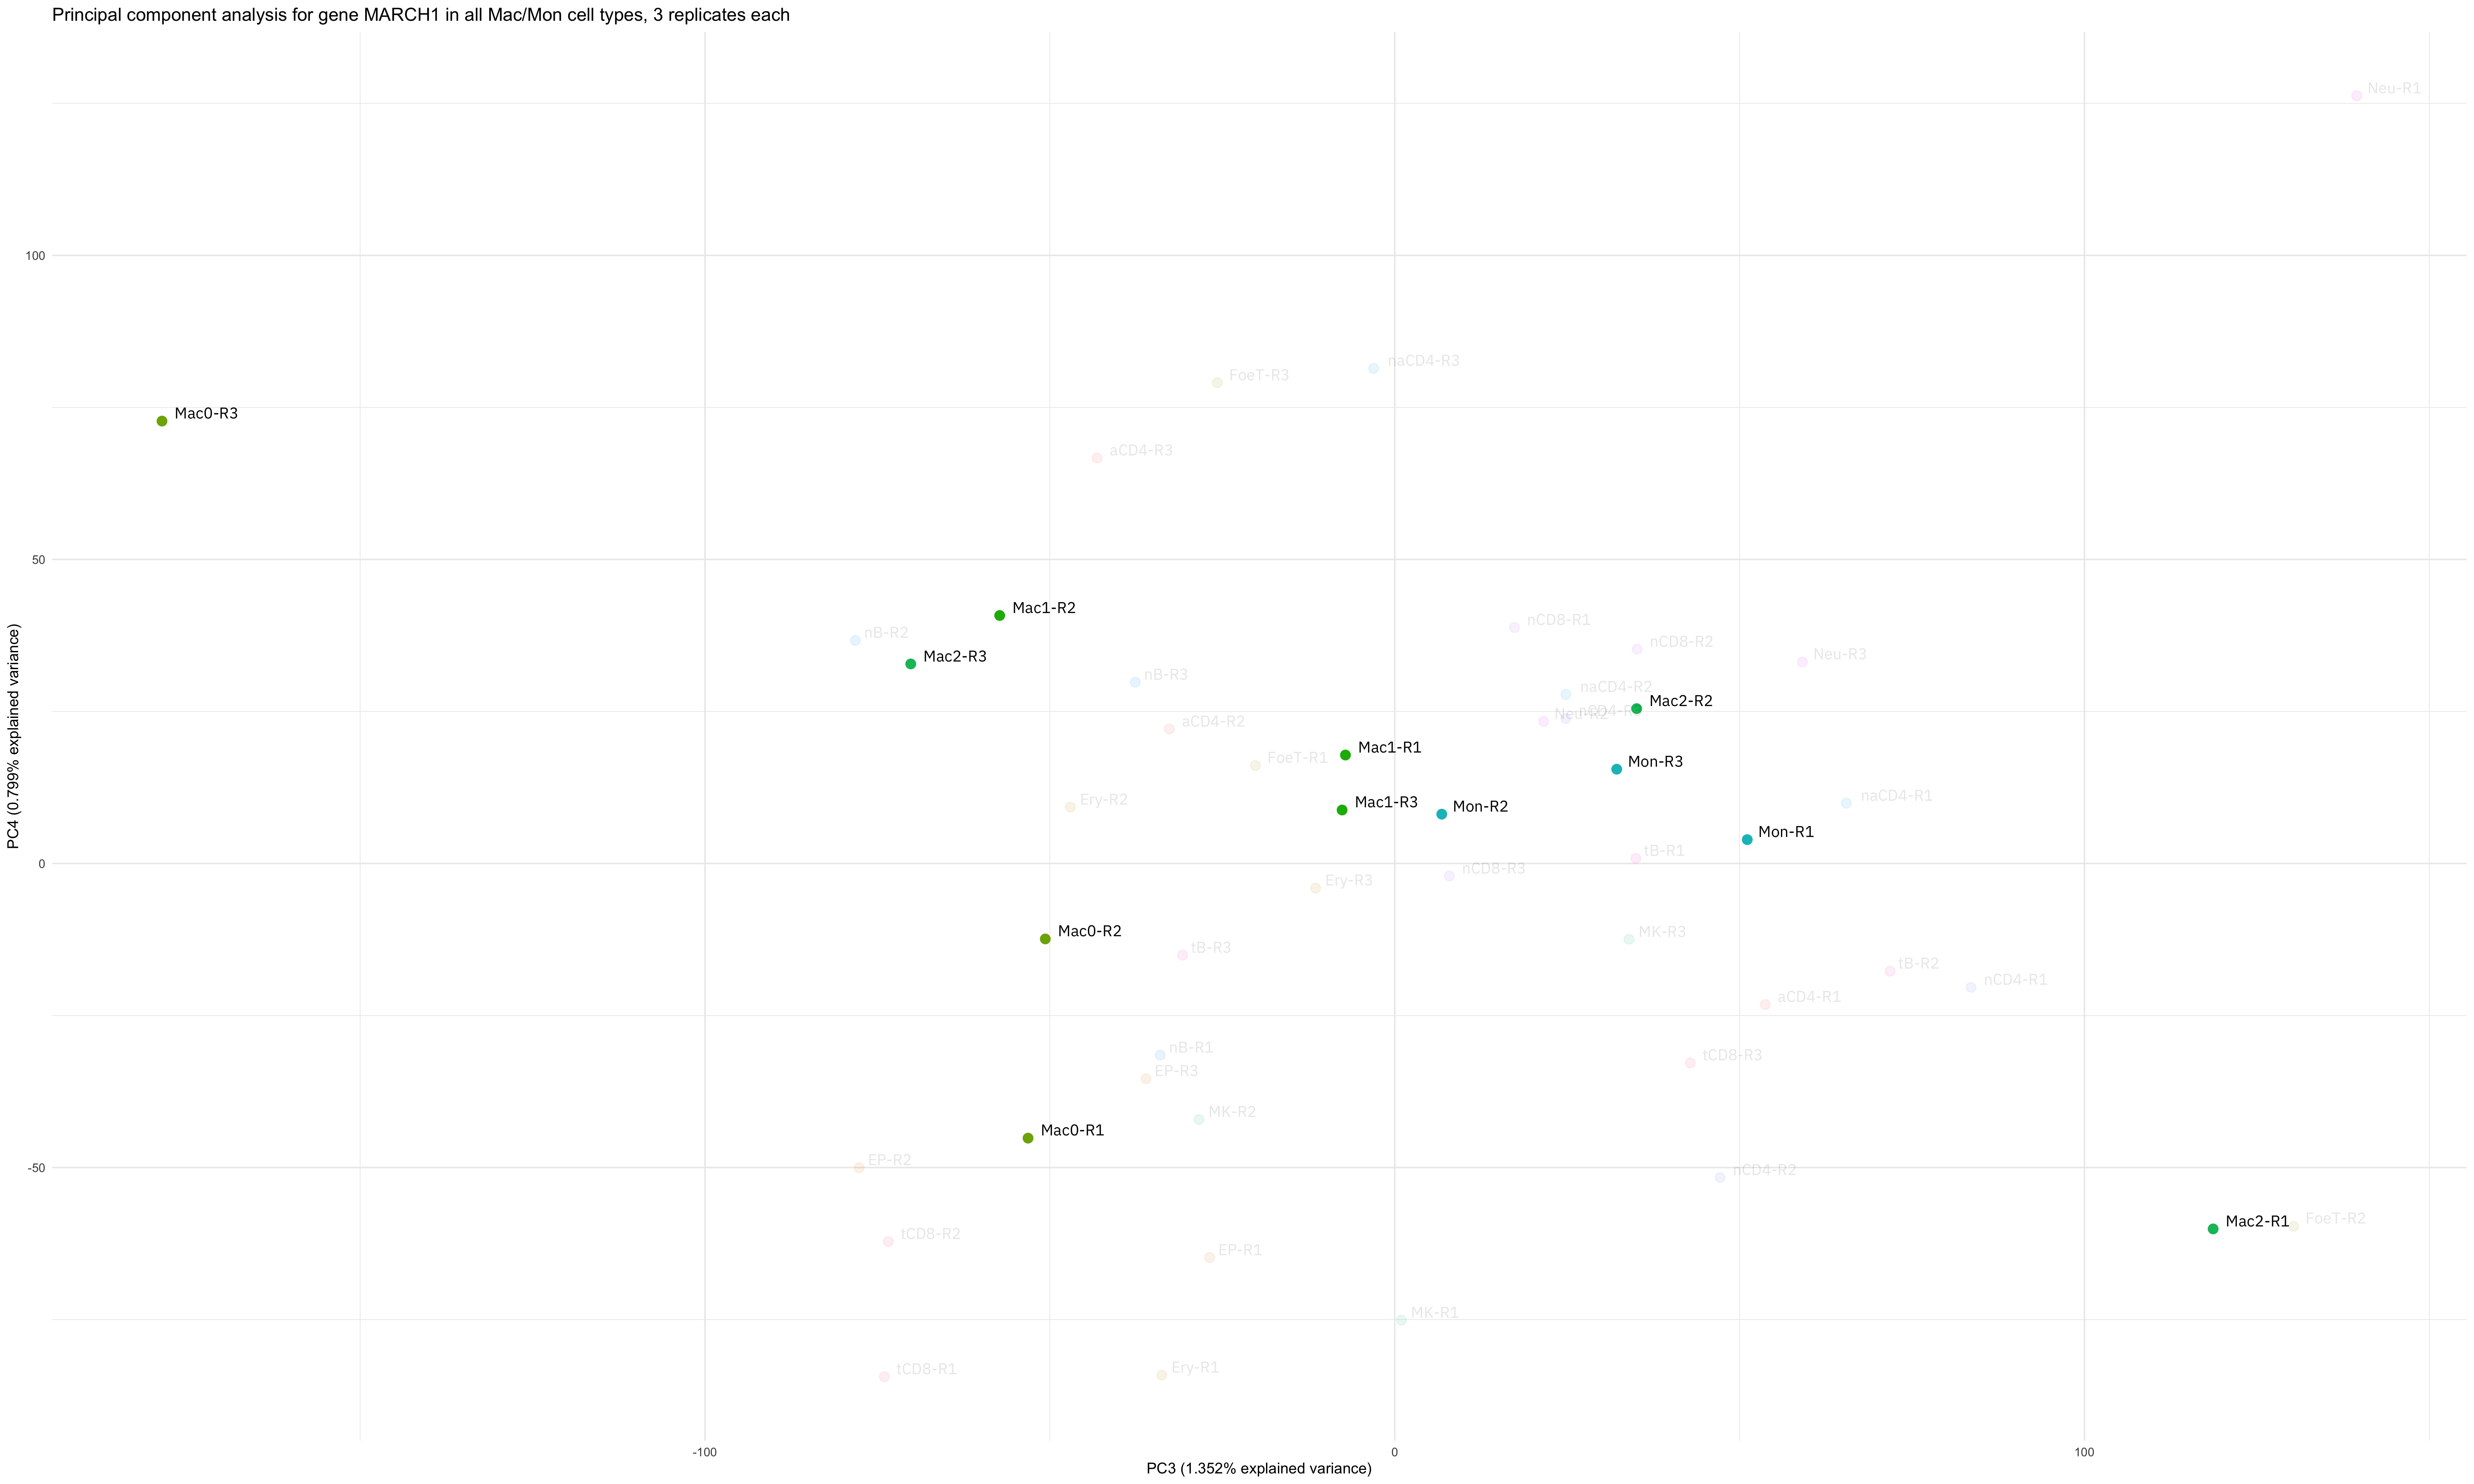 Principal component analysis for gene MARCH1 in all Mac/Mon cell types, 3 replicates each
Neu-R1
100
naCD4-R3
FoeT-R3
Mac0-R3
aCD4-R3
50
Mac1-R2
nCD8-R1
nB-R2
nCD8-R2
Mac2-R3
Neu-R3
nB-R3
naCD4-R2
Mac2-R2
Neu-R2
aCD4-R2
Mac1-R1
FoeT-R1
Mon-R3
Ery-R2
Mac1-R3
Mon-R2
naCD4-R1
Mon-R1
0
tB-R1
nCD8-R3
Ery-R3
Mac0-R2
MK-R3
tB-R3
tB-R2
nCD4-R1
aCD4-R1
nB-R1
tCD8-R3
EP-R3
MK-R2
Mac0-R1
EP-R2
-50
nCD4-R2
Mac2-R1
FoeT-R2
tCD8-R2
EP-R1
MK-R1
tCD8-R1
Ery-R1
-100
0
100
PC3 (1.352% explained variance)
PC4 (0.799% explained variance)